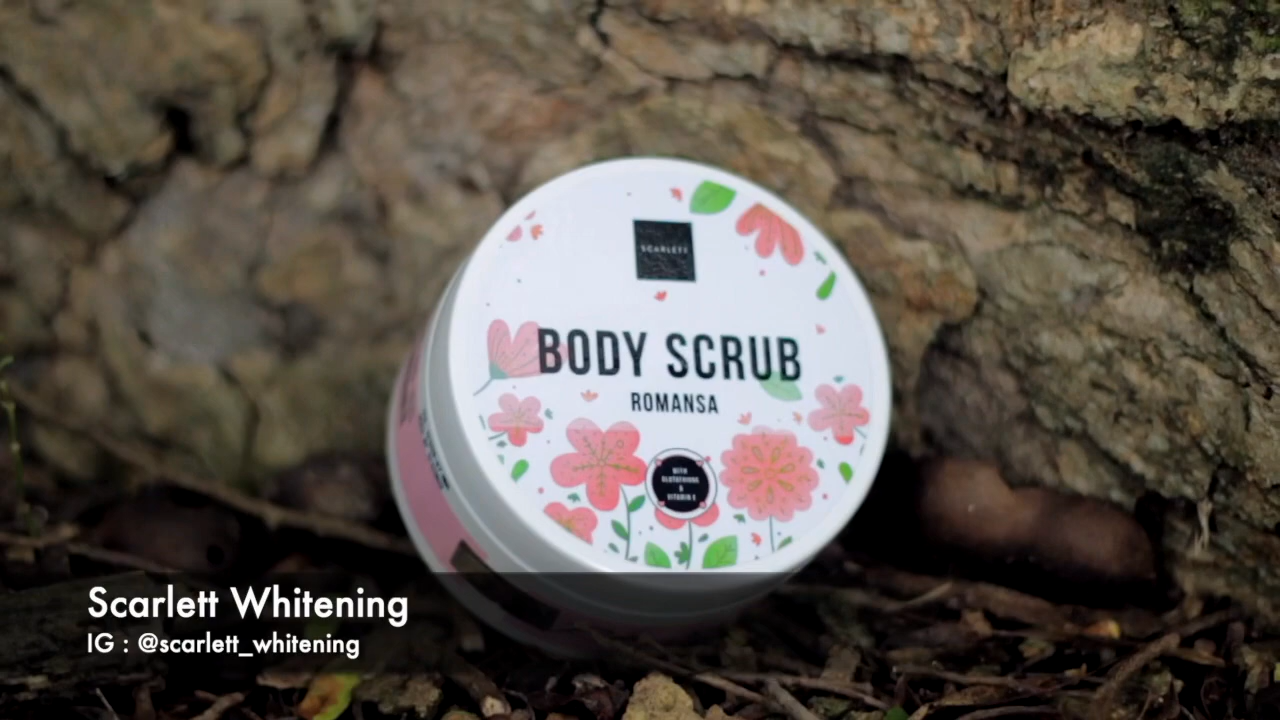 SCARLETT
BODY SCRUB
ROMANSA
WITH
GLUTATHIONE
&
VITAMIN E
Scarlett Whitening
IG : @scarlett_whitening